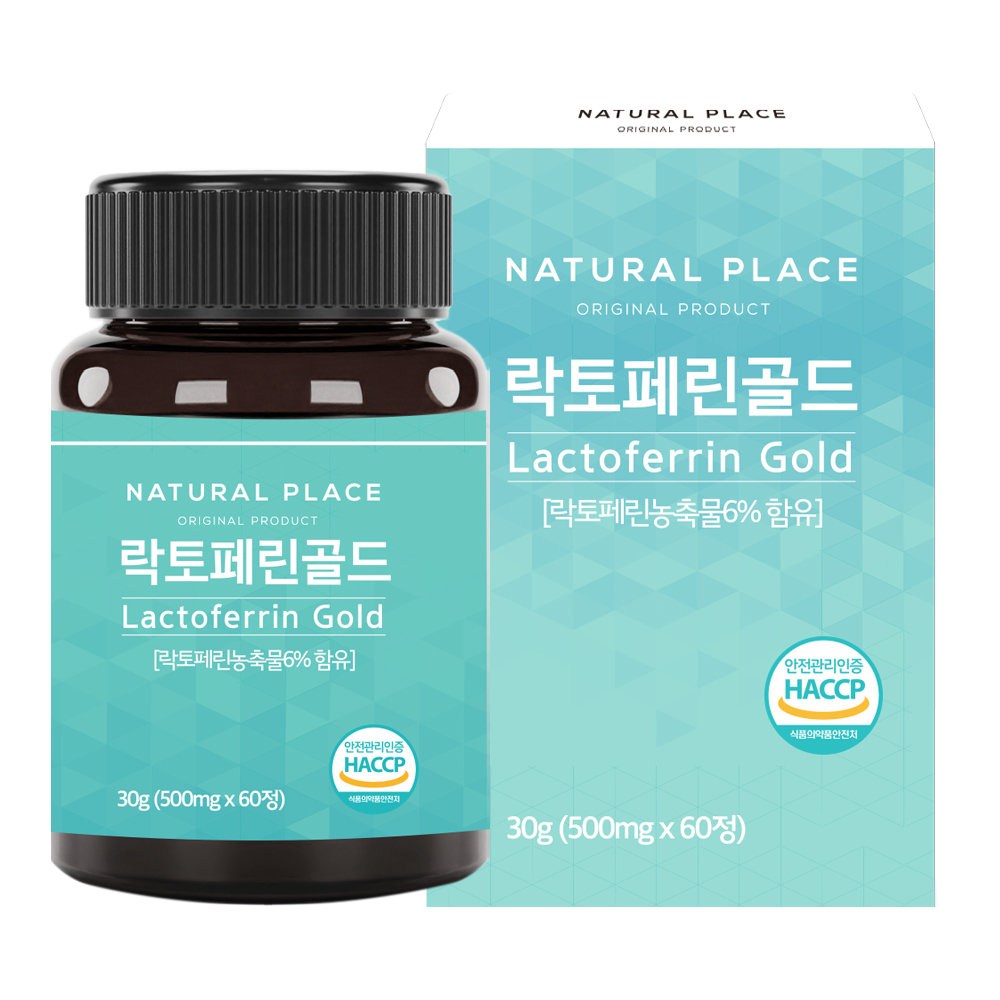 NATURAL PLACE
ORIGINAL PRODUCT
NATURAL PLACE
ORIGINAL PRODUCT
락토페린골드
Lactoferrin Gold
[락토페린농축물6% 함유]
안전관리인증
HACCP
식품의약품안전처
30g (500mg x 60정)
NATURAL PLACE
ORIGINAL PRODUCT
락토페린골드
Lactoferrin Gold
[락토페린농축물6% 함유]
안전관리인증
HACCP
식품의약품안전처
30g (500mg x 60정)